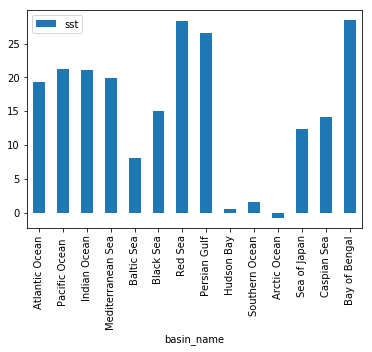 sst
25
20
15
10
5
0
Atlantic Ocean
Pacific Ocean
Indian Ocean
Mediterranean Sea
Baltic Sea
Black Sea
Red Sea
Persian Gulf
Hudson Bay
Southern Ocean
Arctic Ocean
Sea of Japan
Caspian Sea
Bay of Bengal
basin_name